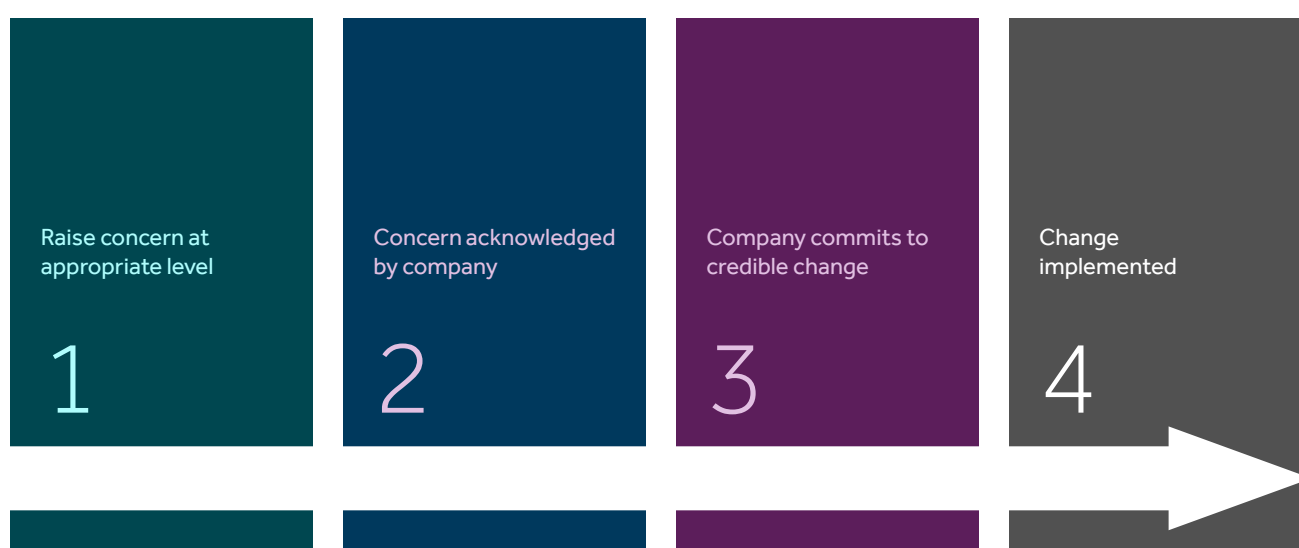 Raise concern at
appropriate level
1
Concern acknowledged
by company
2
Company commits to
credible change
3
Change
implemented
4